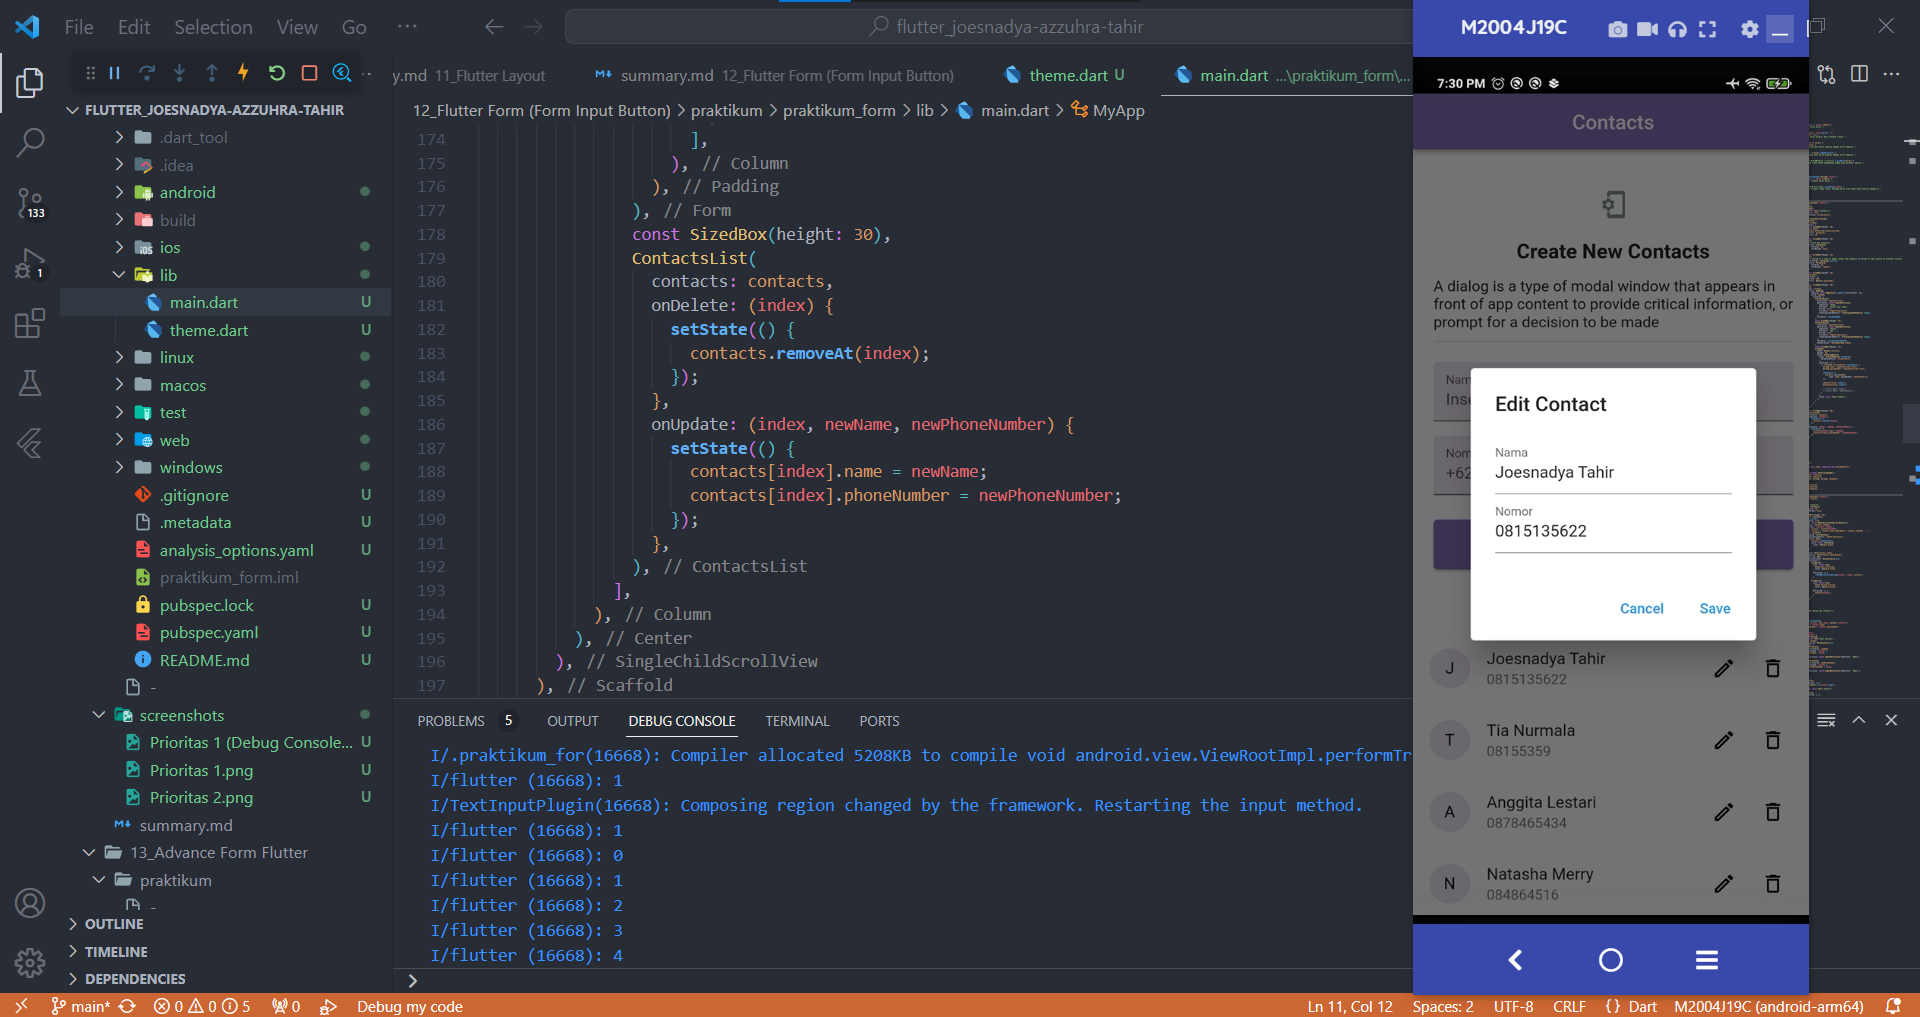 File Edit Selection View Go ···
flutter_joesnadya-azzuhra-tahir
y.md 11_Flutter Layout
summary.md 12_Flutter Form (Form Input Button)
theme.dart U
main.dart ...\praktikum_form\...
12_Flutter Form (Form Input Button) > praktikum > praktikum_form > lib > main.dart > MyApp
FLUTTER_JOESNADYA-AZZUHRA-TAHIR
.dart_tool
.idea
android
build
ios
lib
main.dart U
theme.dart U
linux
macos
test
web
windows
.gitignore U
.metadata U
analysis_options.yaml U
praktikum_form.iml
pubspec.lock U
pubspec.yaml U
README.md U
-
screenshots
Prioritas 1 (Debug Console... U
Prioritas 1.png U
Prioritas 2.png U
summary.md
13_Advance Form Flutter
praktikum
-
OUTLINE
TIMELINE
DEPENDENCIES
133
1
174 ],
175 ), // Column
176 ), // Padding
177 ), // Form
178 const SizedBox(height: 30),
179 ContactsList(
180 contacts: contacts,
181 onDelete: (index) {
182 setState(() {
183 contacts.removeAt(index);
184 });
185 },
186 onUpdate: (index, newName, newPhoneNumber) {
187 setState(() {
188 contacts[index].name = newName;
189 contacts[index].phoneNumber = newPhoneNumber;
190 });
191 },
192 ), // ContactsList
193 ],
194 ), // Column
195 ), // Center
196 ), // SingleChildScrollView
197 ), // Scaffold
PROBLEMS 5 OUTPUT DEBUG CONSOLE TERMINAL PORTS
I/.praktikum_for(16668): Compiler allocated 5208KB to compile void android.view.ViewRootImpl.performTr
I/flutter (16668): 1
I/TextInputPlugin(16668): Composing region changed by the framework. Restarting the input method.
I/flutter (16668): 1
I/flutter (16668): 0
I/flutter (16668): 1
I/flutter (16668): 2
I/flutter (16668): 3
I/flutter (16668): 4
M2004J19C
7:30 PM
Contacts
Create New Contacts
A dialog is a type of modal window that appears in
front of app content to provide critical information, or
prompt for a decision to be made
Nam
Inse
Nom
+62
Edit Contact
Nama
Joesnadya Tahir
Nomor
0815135622
Cancel Save
J Joesnadya Tahir
0815135622
T Tia Nurmala
08155359
A Anggita Lestari
0878465434
N Natasha Merry
084864516
main* 0 0 5 0 Debug my code
Ln 11, Col 12 Spaces: 2 UTF-8 CRLF {} Dart M2004J19C (android-arm64)